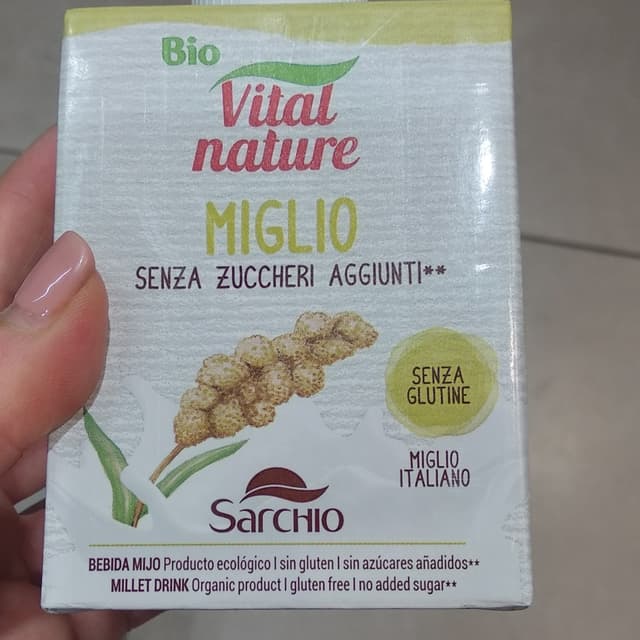 Bio
Vital
nature
MIGLIO
SENZA ZUCCHERI AGGIUNTI**
SENZA
GLUTINE
MIGLIO
ITALIANO
SarcHIO
BEBIDA MIJO Producto ecológico | sin gluten | sin azúcares añadidos**
MILLET DRINK Organic product | gluten free | no added sugar**